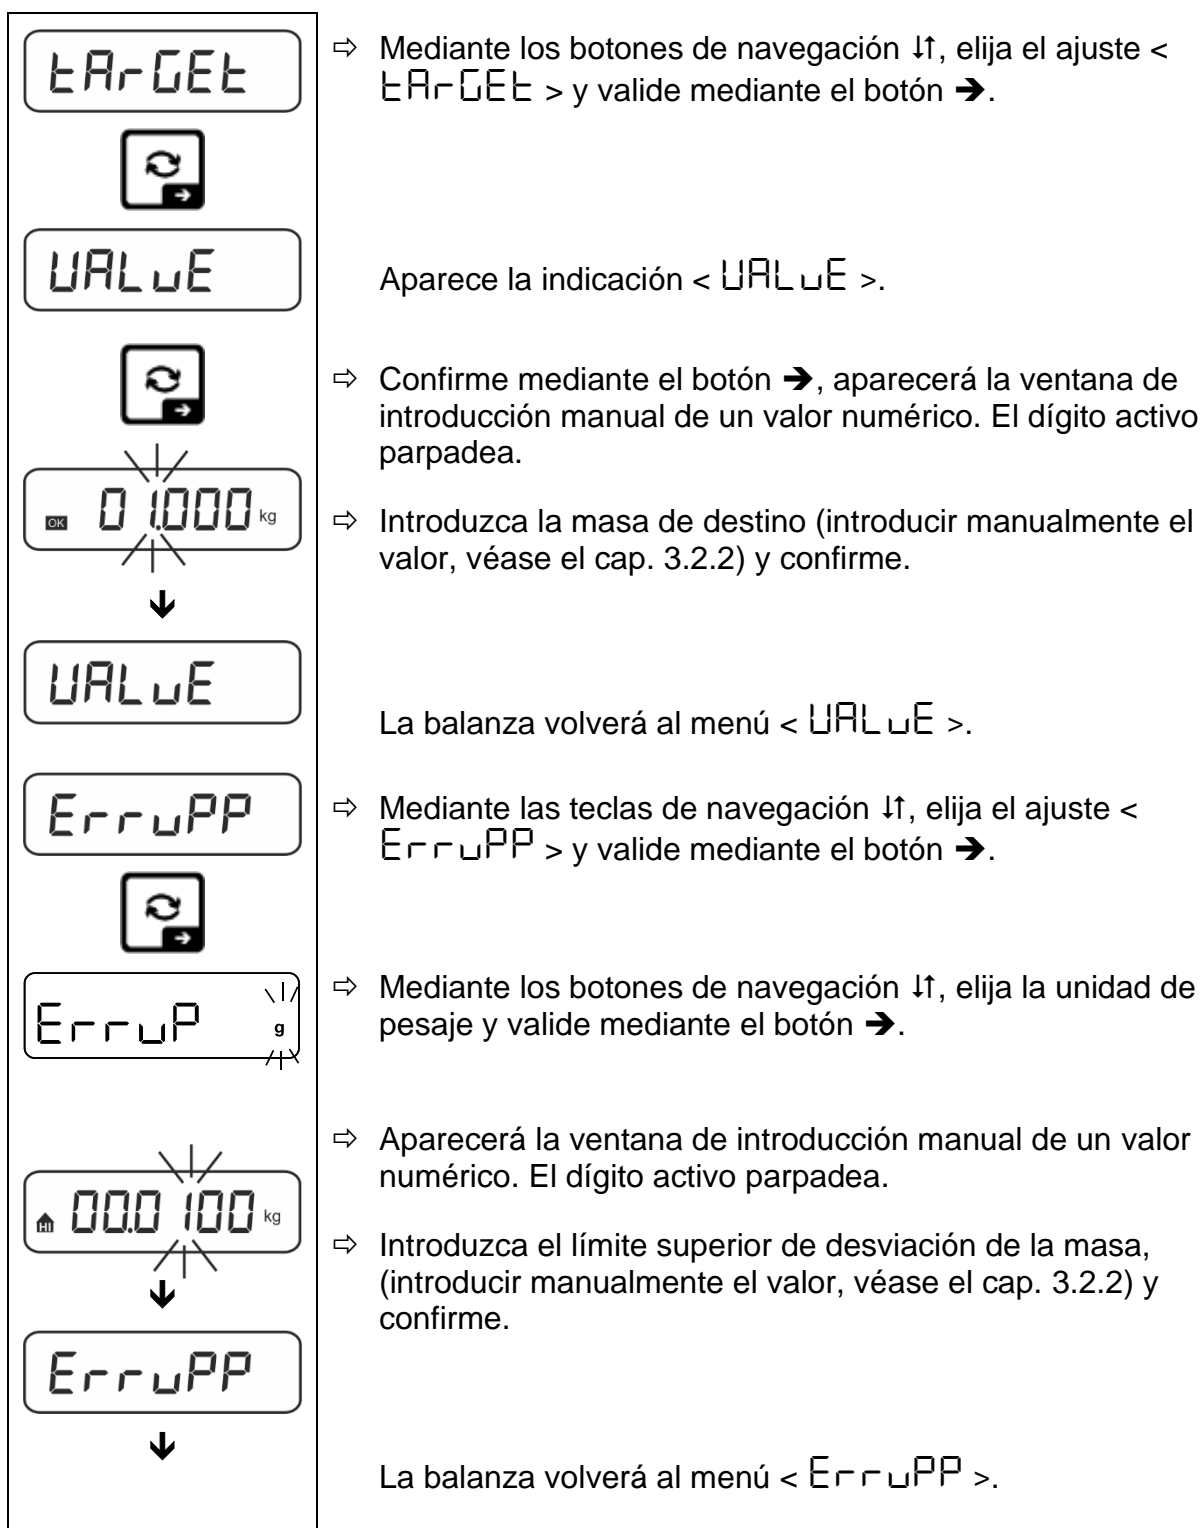 tArGEt
⇨ Mediante los botones de navegación ↓↑, elija el ajuste <
tArGEt > y valide mediante el botón ➔.
VALuE
Aparece la indicación < VALuE >.
⇨ Confirme mediante el botón ➔, aparecerá la ventana de
introducción manual de un valor numérico. El dígito activo
parpadea.
OK 01.000 kg
⇨ Introduzca la masa de destino (introducir manualmente el
valor, véase el cap. 3.2.2) y confirme.
VALuE
La balanza volverá al menú < VALuE >.
ErruPP
⇨ Mediante las teclas de navegación ↓↑, elija el ajuste <
ErruPP > y valide mediante el botón ➔.
ErruP g
⇨ Mediante los botones de navegación ↓↑, elija la unidad de
pesaje y valide mediante el botón ➔.
⇨ Aparecerá la ventana de introducción manual de un valor
numérico. El dígito activo parpadea.
HI 00.0100 kg
⇨ Introduzca el límite superior de desviación de la masa,
(introducir manualmente el valor, véase el cap. 3.2.2) y
confirme.
ErruPP
La balanza volverá al menú < ErruPP >.